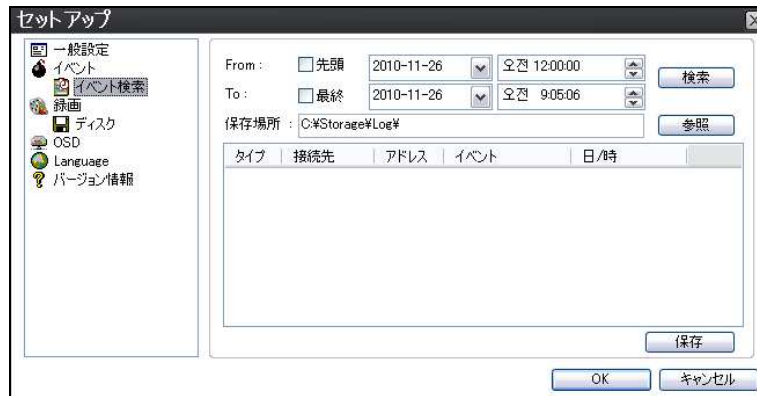 セットアップ
一般設定
イベント
イベント検索
録画
ディスク
OSD
Language
バージョン情報
From : 先頭 2010-11-26 오전 12:00:00 検索
To : 最終 2010-11-26 오전 9:05:06
保存場所 : C:¥Storage¥Log¥ 参照
タイプ 接続先 アドレス イベント 日/時
保存
OK キャンセル